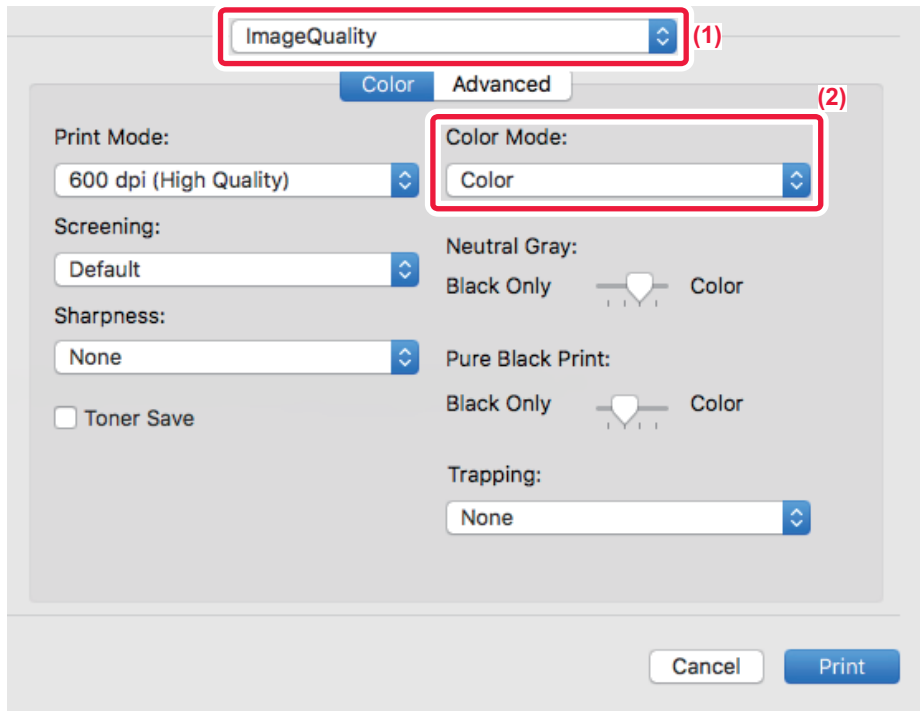 ImageQuality
(1)
Color
Advanced
(2)
Print Mode:
600 dpi (High Quality)
Screening:
Default
Sharpness:
None
Toner Save
Color Mode:
Color
Neutral Gray:
Black Only Color
Pure Black Print:
Black Only Color
Trapping:
None
Cancel
Print